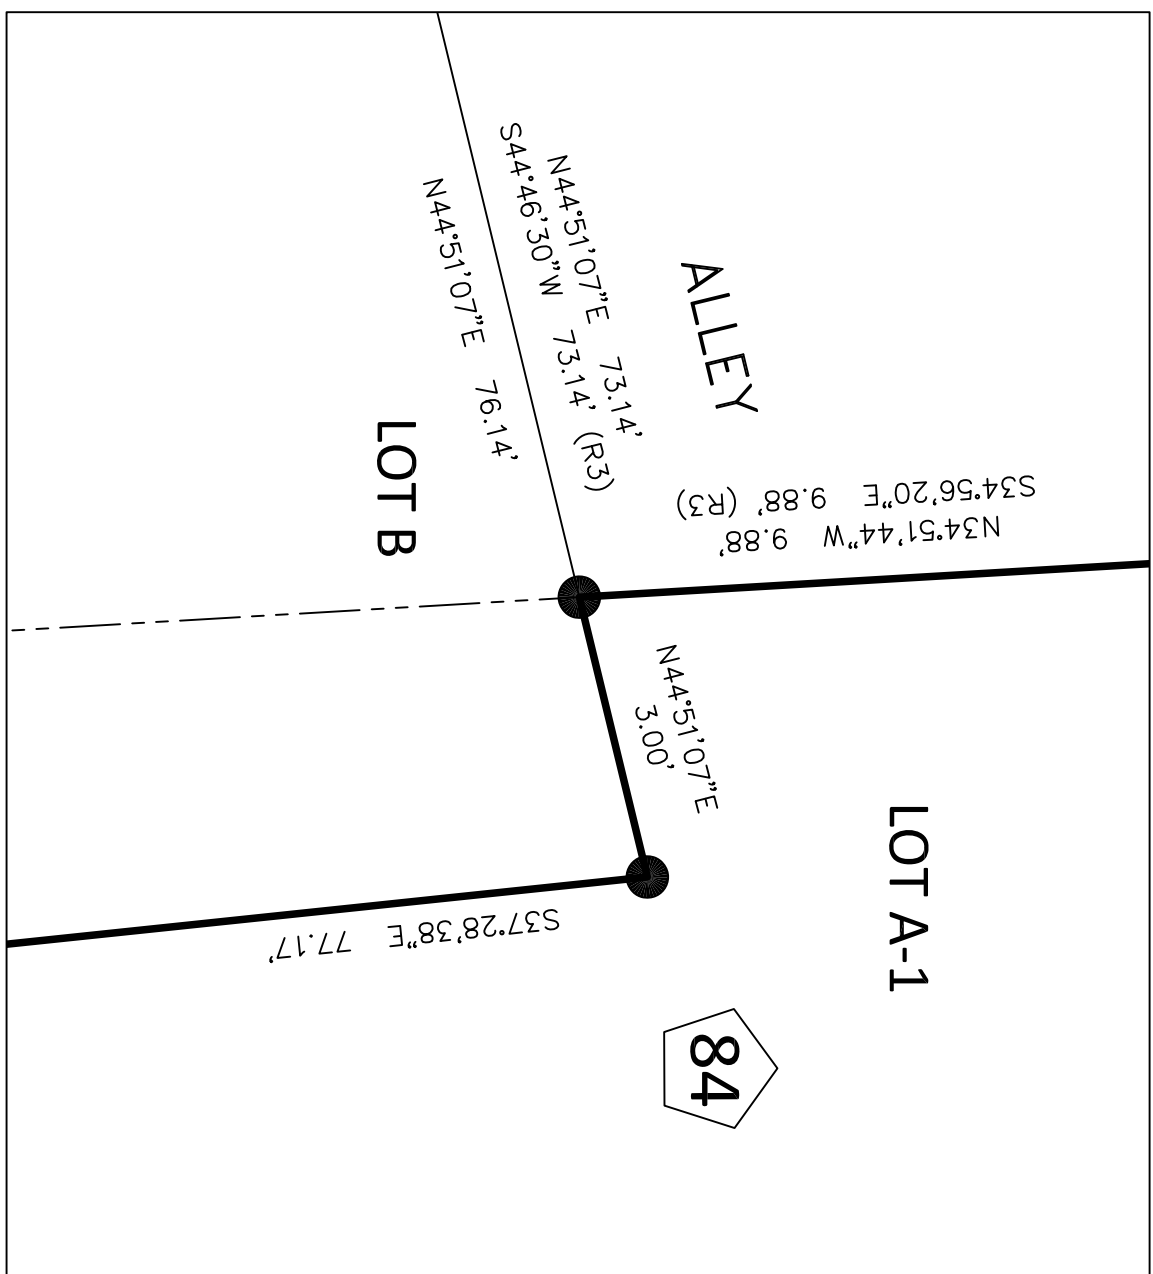 ALLEY
N44°51'07"E 73.14'
S44°46'30"W 73.14' (R3)
N44°51'07"E 76.14'
LOT B
S34°56'20"E 9.88' (R3)
N34°51'44"W 9.88'
N44°51'07"E
3.00'
LOT A-1
S37°28'38"E 77.17'
84